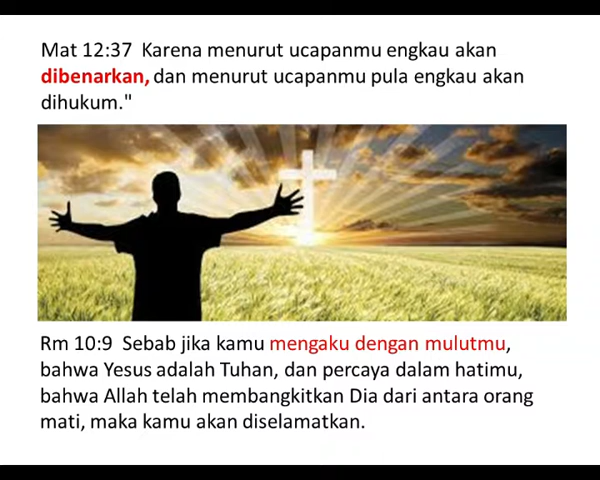 Mat 12:37  Karena menurut ucapanmu engkau akan
dibenarkan, dan menurut ucapanmu pula engkau akan
dihukum."
Rm 10:9  Sebab jika kamu mengaku dengan mulutmu,
bahwa Yesus adalah Tuhan, dan percaya dalam hatimu,
bahwa Allah telah membangkitkan Dia dari antara orang
mati, maka kamu akan diselamatkan.